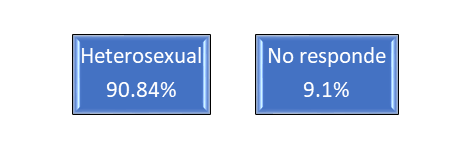 Heterosexual
90.84%
No responde
9.1%